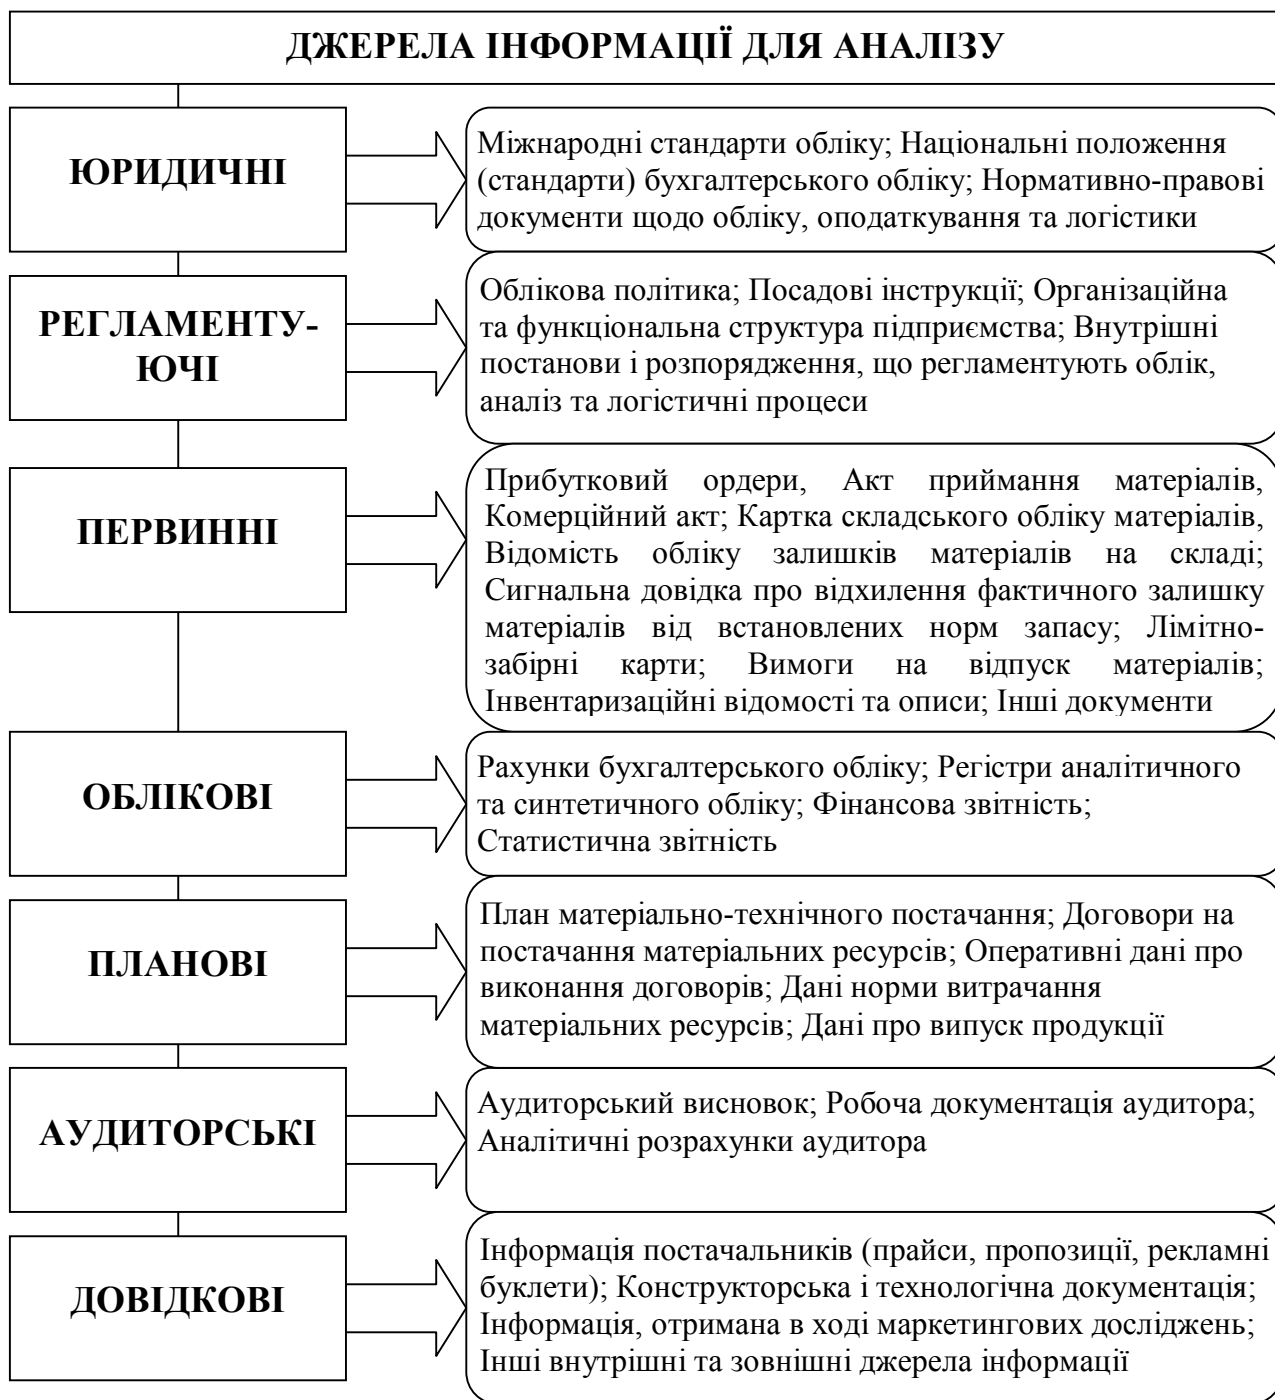 ДЖЕРЕЛА ІНФОРМАЦІЇ ДЛЯ АНАЛІЗУ
ЮРИДИЧНІ
Міжнародні стандарти обліку; Національні положення
(стандарти) бухгалтерського обліку; Нормативно-правові
документи щодо обліку, оподаткування та логістики
РЕГЛАМЕНТУ-
ЮЧІ
Облікова політика; Посадові інструкції; Організаційна
та функціональна структура підприємства; Внутрішні
постанови і розпорядження, що регламентують облік,
аналіз та логістичні процеси
ПЕРВИННІ
Прибутковий ордери, Акт приймання матеріалів,
Комерційний акт; Картка складського обліку матеріалів,
Відомість обліку залишків матеріалів на складі;
Сигнальна довідка про відхилення фактичного залишку
матеріалів від встановлених норм запасу; Лімітно-
забірні карти; Вимоги на відпуск матеріалів;
Інвентаризаційні відомості та описи; Інші документи
ОБЛІКОВІ
Рахунки бухгалтерського обліку; Регістри аналітичного
та синтетичного обліку; Фінансова звітність;
Статистична звітність
ПЛАНОВІ
План матеріально-технічного постачання; Договори на
постачання матеріальних ресурсів; Оперативні дані про
виконання договорів; Дані норми витрачання
матеріальних ресурсів; Дані про випуск продукції
АУДИТОРСЬКІ
Аудиторський висновок; Робоча документація аудитора;
Аналітичні розрахунки аудитора
ДОВІДКОВІ
Інформація постачальників (прайси, пропозиції, рекламні
буклети); Конструкторська і технологічна документація;
Інформація, отримана в ході маркетингових досліджень;
Інші внутрішні та зовнішні джерела інформації